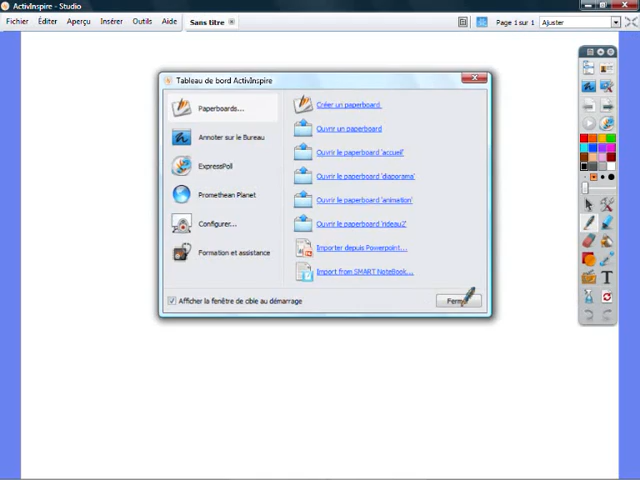 ActivInspire - Studio
Fichier Éditer Aperçu Insérer Outils Aide Sans titre Page 1 sur 1 Ajuster
Tableau de bord ActivInspire
Paperboards...
Annoter sur le Bureau
ExpressPoll
Promethean Planet
Configurer...
Formation et assistance
Créer un paperboard.
Ouvrir un paperboard
Ouvrir le paperboard 'accueil'
Ouvrir le paperboard 'diaporama'
Ouvrir le paperboard 'animation'
Ouvrir le paperboard 'rideau2'
Importer depuis Powerpoint...
Import from SMART NoteBook...
Afficher la fenêtre de cible au démarrage
T